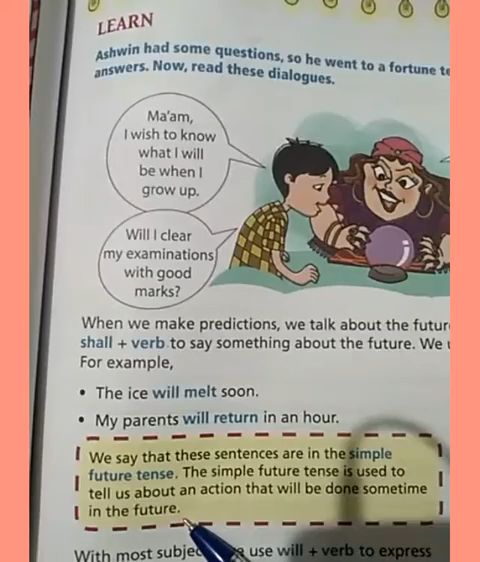 LEARN
Ashwin had some questions, so he went to a fortune
answers. Now, read these dialogues.
Ma'am,
I wish to know
what I will
be when I
grow up.
Will I clear
my examinations
with good
marks?
When we make predictions, we talk about the
shall + verb to say something about the future. We
For example,
• The ice will melt soon.
• My parents will return in an hour.
We say that these sentences are in the simple
future tense. The simple future tense is used to
tell us about an action that will be done sometime
in the future.
With most use will + verb to express